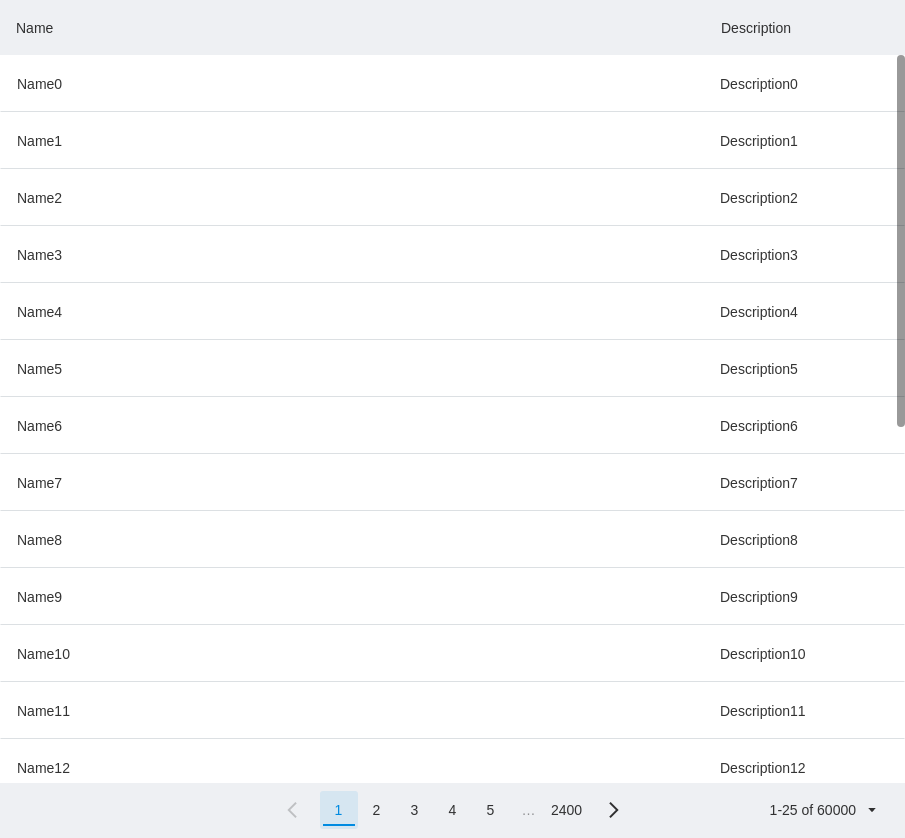 Name Description
Name0 Description0
Name1 Description1
Name2 Description2
Name3 Description3
Name4 Description4
Name5 Description5
Name6 Description6
Name7 Description7
Name8 Description8
Name9 Description9
Name10 Description10
Name11 Description11
Name12 Description12
1 2 3 4 5 ... 2400 1-25 of 60000